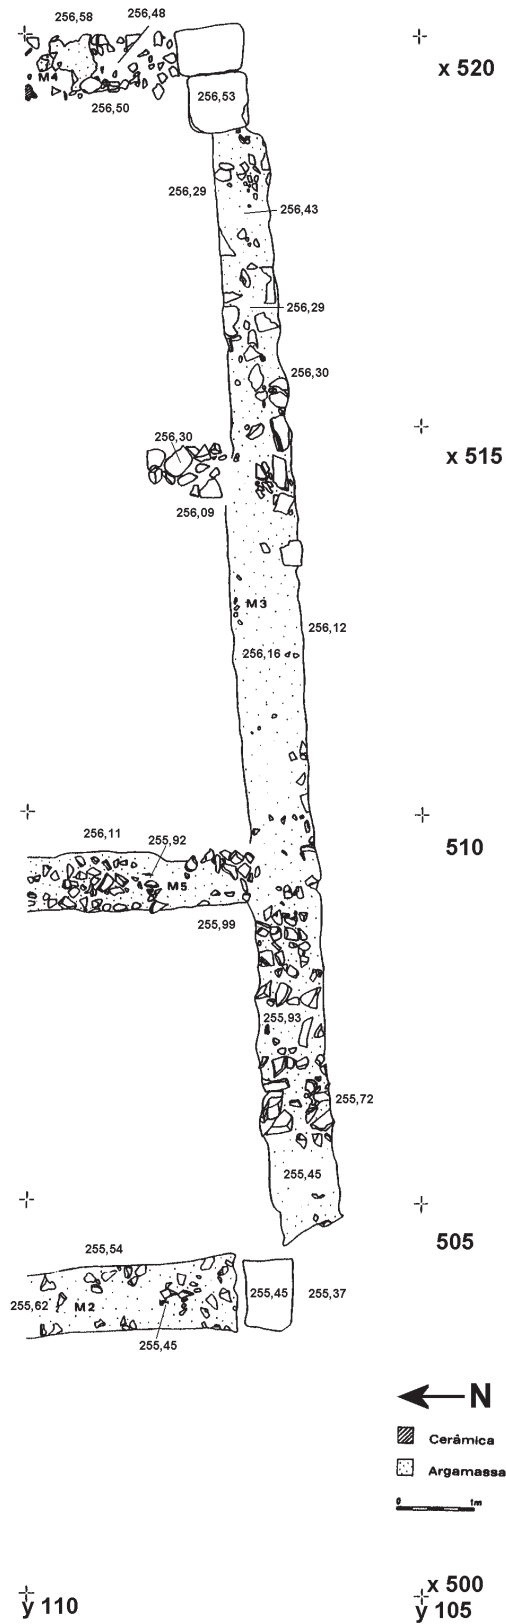 256,58
256,48
x 520
M4
256,50
256,53
256,29
256,43
256,29
256,30
256,30
x 515
256,09
M3
256,12
256,16
256,11
255,92
510
M5
255,99
255,93
255,72
255,45
505
255,54
255,62
M2
255,45
255,37
255,45
N
Cerâmica
Argamassa
0 1m
x 500
y 110
y 105